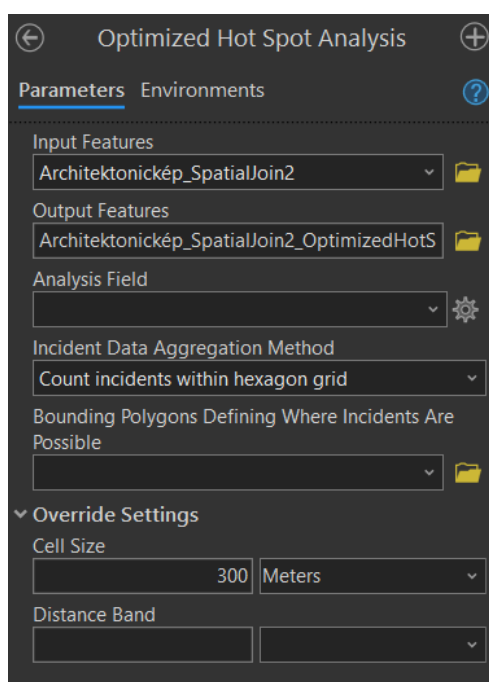 Optimized Hot Spot Analysis
Parameters Environments
Input Features
Architektonickép_SpatialJoin2
Output Features
Architektonickép_SpatialJoin2_OptimizedHotS
Analysis Field
Incident Data Aggregation Method
Count incidents within hexagon grid
Bounding Polygons Defining Where Incidents Are
Possible
Override Settings
Cell Size
300 Meters
Distance Band